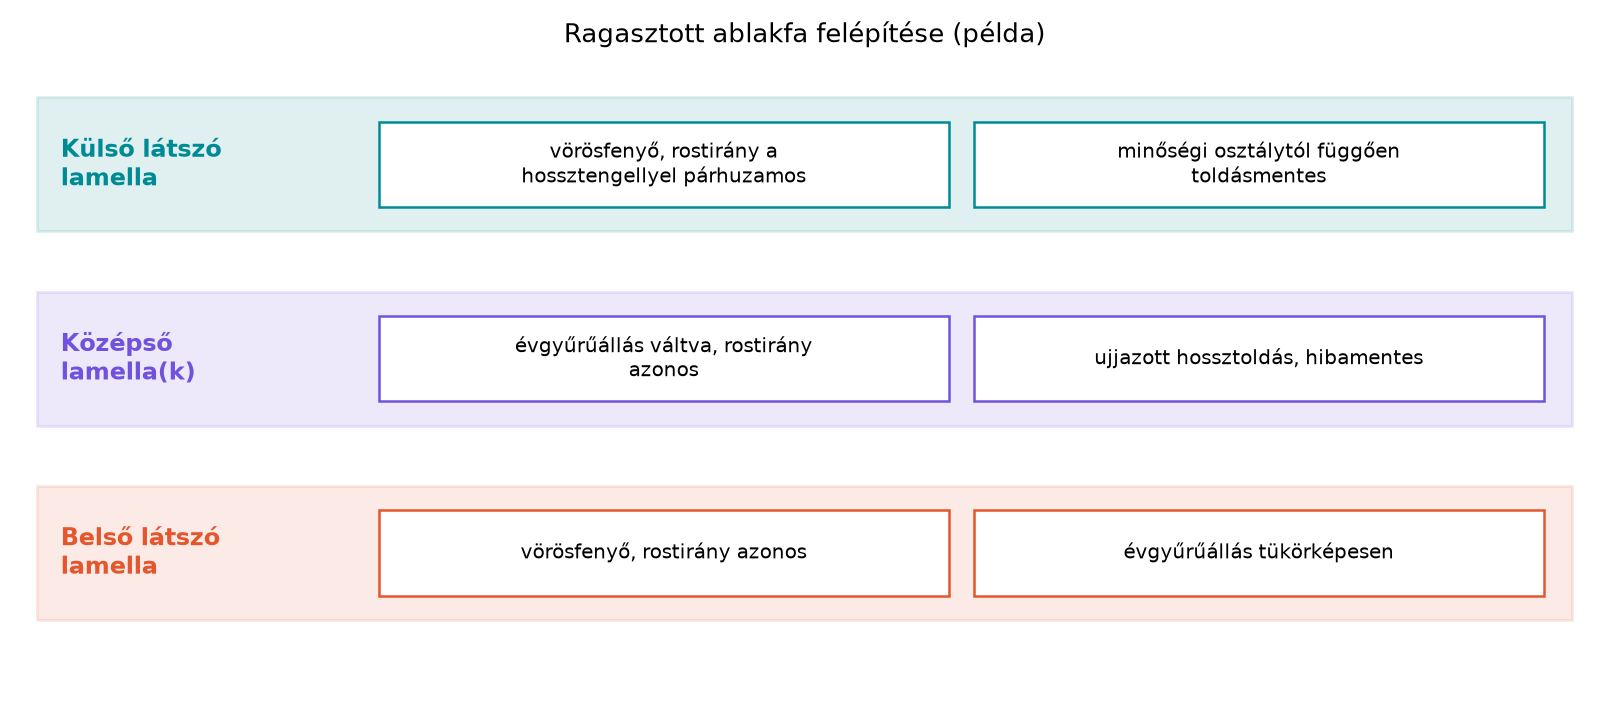 Ragasztott ablakfa felépítése (példa)
Külső látszó
lamella
vörösfenyő, rostirány a
hossztengellyel párhuzamos
minőségi osztálytól függően
toldásmentes
Középső
lamella(k)
évgyűrűállás váltva, rostirány
azonos
ujjazott hossztoldás, hibamentes
Belső látszó
lamella
vörösfenyő, rostirány azonos
évgyűrűállás tükörképesen